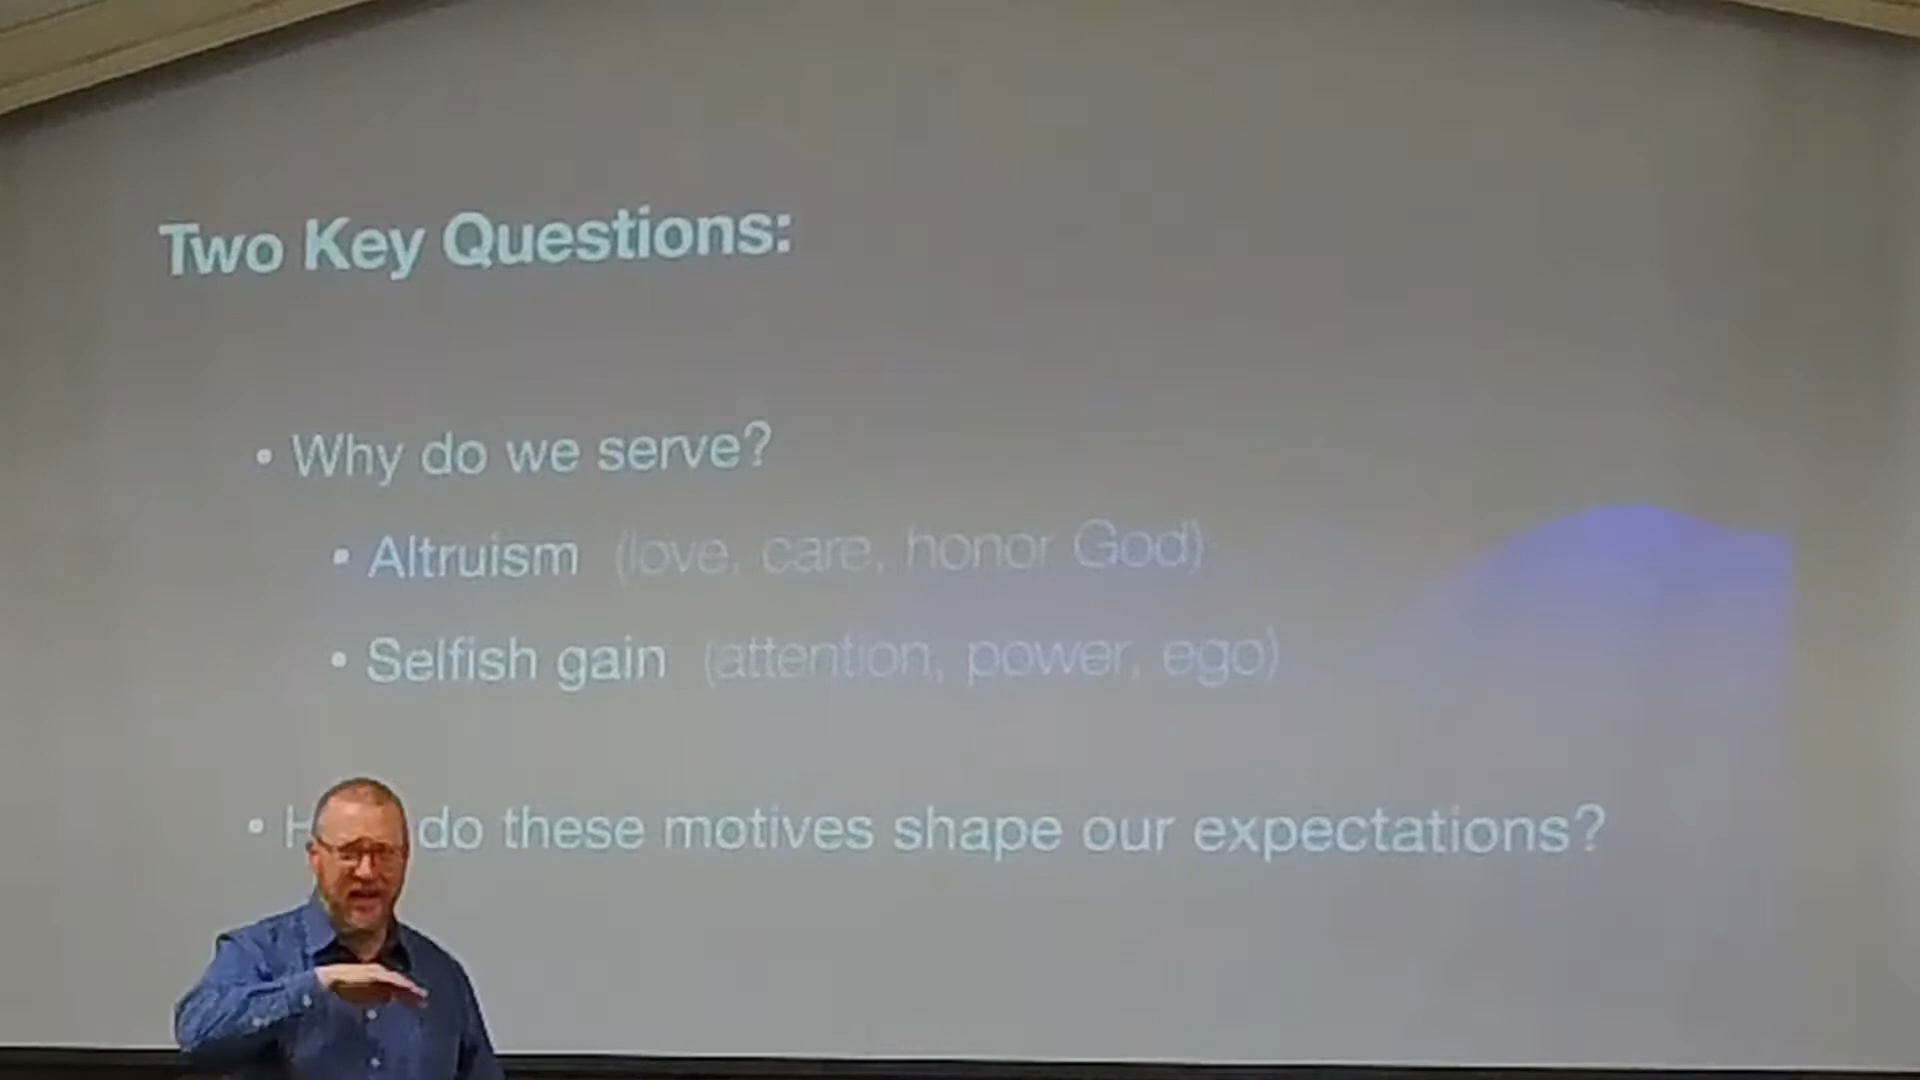 Two Key Questions:
• Why do we serve?
• Altruism (love, care, honor God)
• Selfish gain (attention, power, ego)
• do these motives shape our expectations?